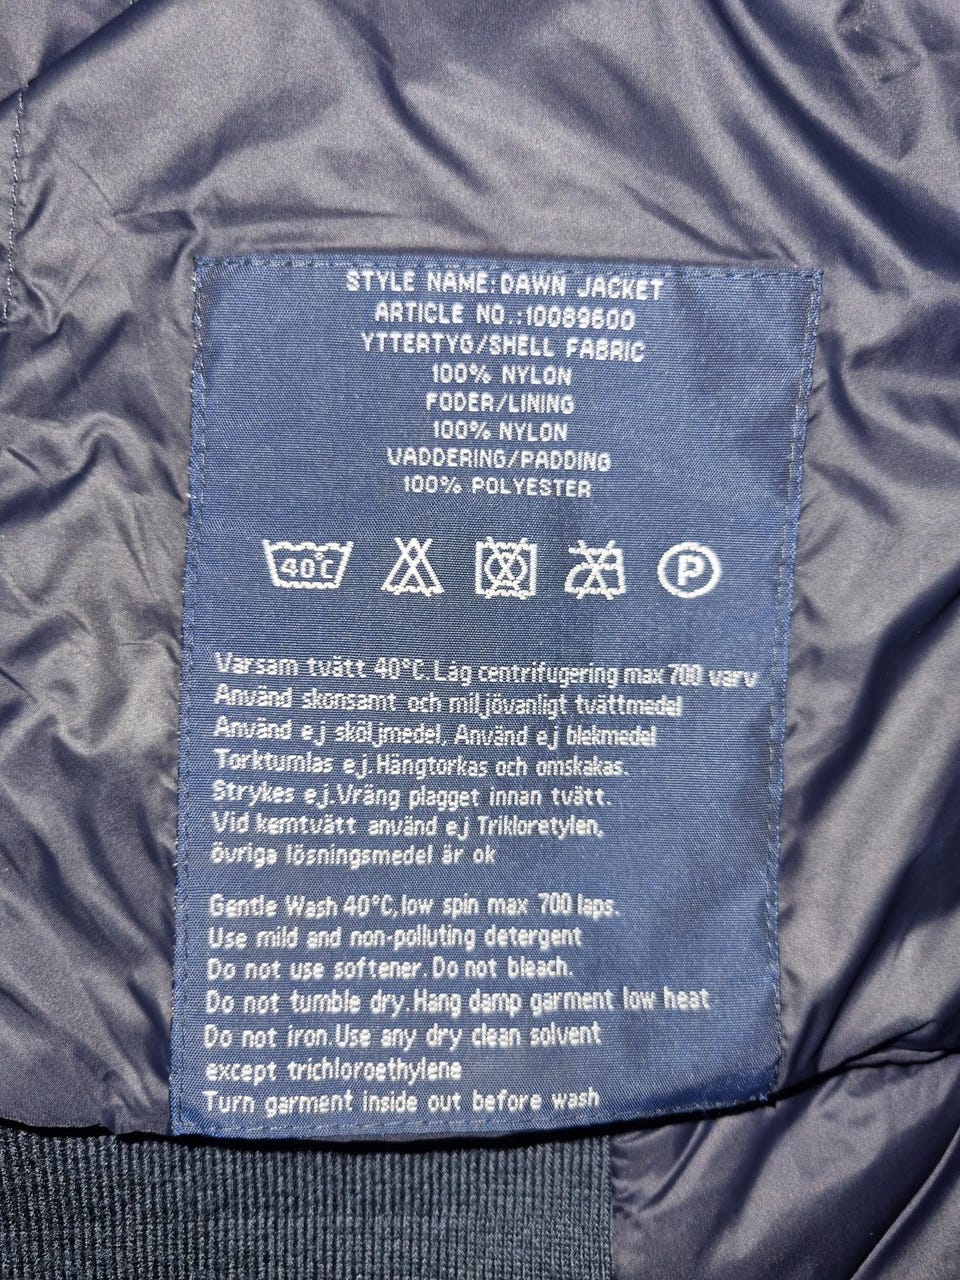 STYLE NAME:DAWN JACKET
ARTICLE NO.:10089600
YTTERTYG/SHELL FABRIC
100% NYLON
FODER/LINING
100% NYLON
VADDERING/PADDING
100% POLYESTER
40°C P
Varsam tvätt 40°C.Låg centrifugering max 700 varv
Använd skonsamt och miljövänligt tvättmedel
Använd ej sköljmedel. Använd ej blekmedel
Torktumlas ej.Hängtorkas och omskakas.
Strykes ej.Vräng plagget innan tvätt.
Vid kemtvätt använd ej Trikloretylen,
övriga lösningsmedel är ok
Gentle Wash 40°C,low spin max 700 laps.
Use mild and non-polluting detergent
Do not use softener.Do not bleach.
Do not tumble dry.Hang damp garment low heat
Do not iron.Use any dry clean solvent
except trichloroethylene
Turn garment inside out before wash